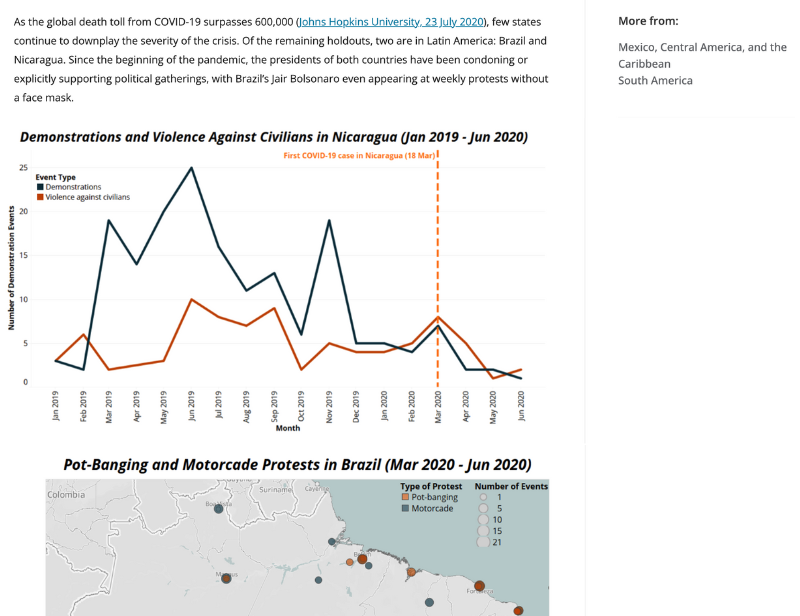 As the global death toll from COVID-19 surpasses 600,000 (Johns Hopkins University, 23 July 2020), few states
continue to downplay the severity of the crisis. Of the remaining holdouts, two are in Latin America: Brazil and
Nicaragua. Since the beginning of the pandemic, the presidents of both countries have been condoning or
explicitly supporting political gatherings, with Brazil's Jair Bolsonaro even appearing at weekly protests without
a face mask.
More from:
Mexico, Central America, and the
Caribbean
South America
Demonstrations and Violence Against Civilians in Nicaragua (Jan 2019 - Jun 2020)
First COVID-19 case in Nicaragua (18 Mar)
Event Type
Demonstrations
Violence against civilians
Number of Demonstration Events
25
20
15
10
5
0
Jan 2019
Feb 2019
Mar 2019
Apr 2019
May 2019
Jun 2019
Jul 2019
Aug 2019
Sep 2019
Oct 2019
Nov 2019
Dec 2019
Jan 2020
Feb 2020
Mar 2020
Apr 2020
May 2020
Jun 2020
Month
Pot-Banging and Motorcade Protests in Brazil (Mar 2020 - Jun 2020)
Type of Protest
Pot-banging
Motorcade
Number of Events
1
5
10
15
21
Colombia
Suriname